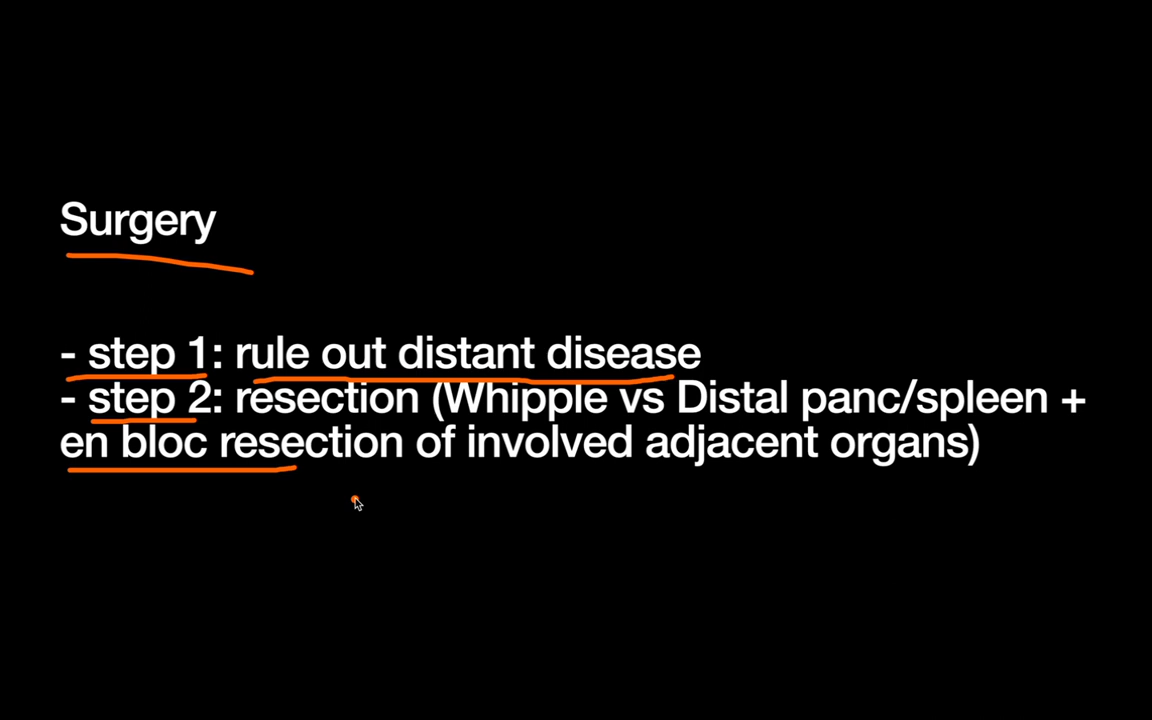 Surgery
- step 1: rule out distant disease
- step 2: resection (Whipple vs Distal panc/spleen +
en bloc resection of involved adjacent organs)